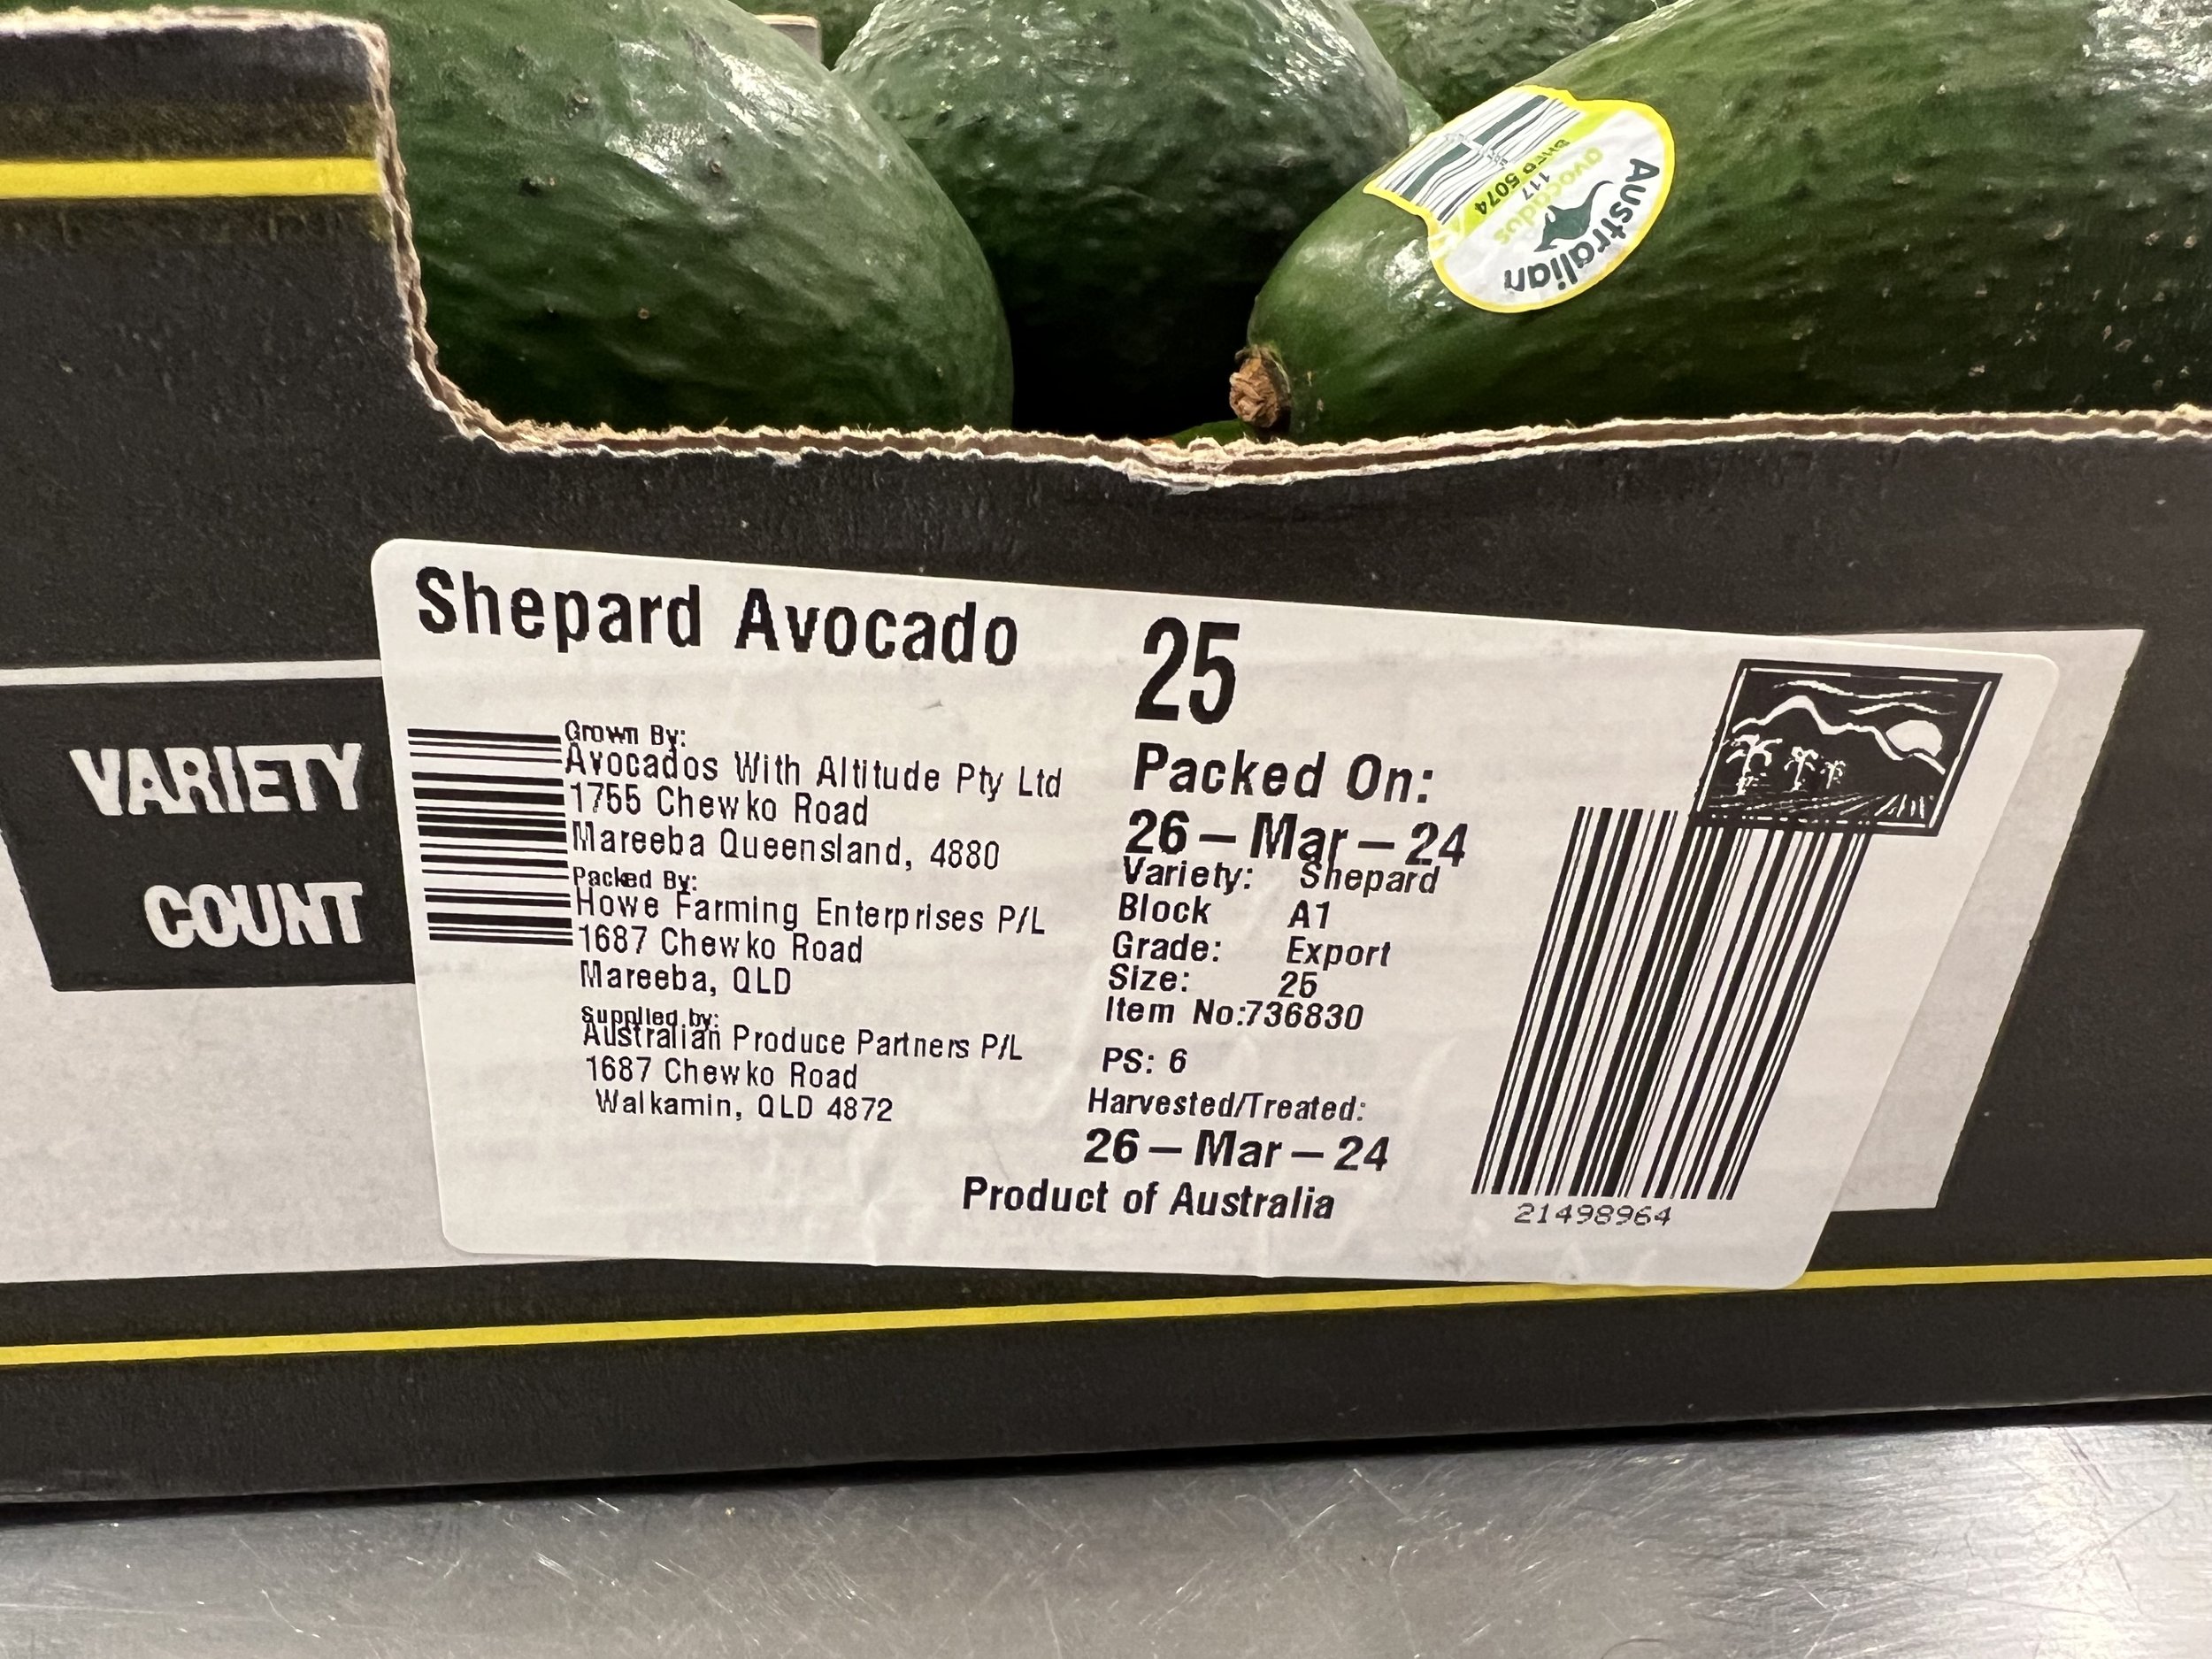 Australian
avocados
117
SHEP 5074
VARIETY
COUNT
Shepard Avocado
Grown By:
Avocados With Altitude Pty Ltd
1755 Chewko Road
Mareeba Queensland, 4880
Packed By:
Howe Farming Enterprises P/L
1687 Chewko Road
Mareeba, QLD
Supplied by:
Australian Produce Partners P/L
1687 Chewko Road
Walkamin, QLD 4872
25
Packed On:
26-Mar-24
Variety: Shepard
Block A1
Grade: Export
Size: 25
Item No:736830
PS: 6
Harvested/Treated:
26-Mar-24
Product of Australia
21498964